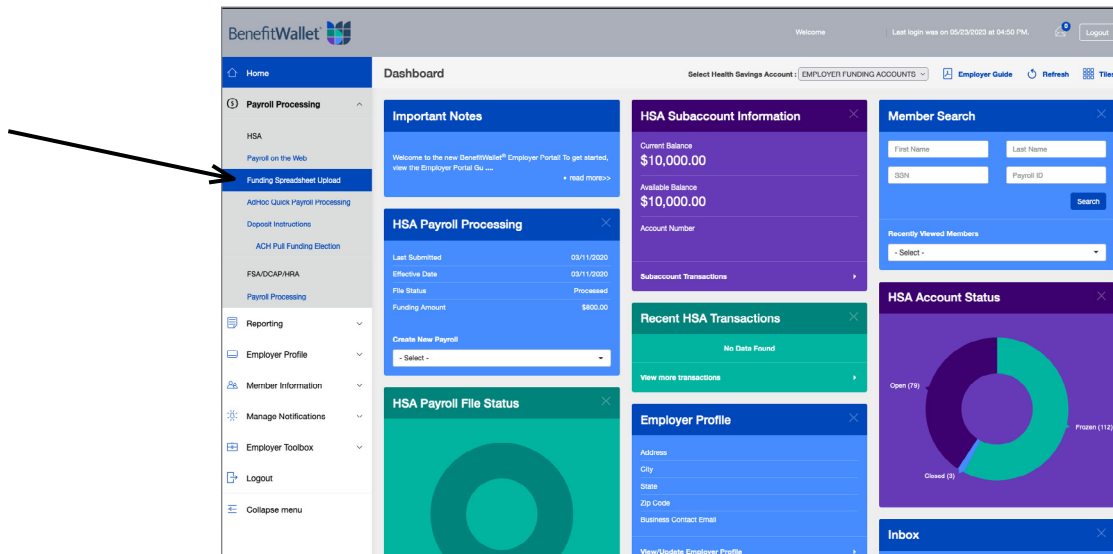 BenefitWallet
Welcome
Last login was on 05/23/2023 at 04:50 PM.
0
Logout
Home
Dashboard
Select Health Savings Account :
EMPLOYER FUNDING ACCOUNTS
Employer Guide
Refresh
Tiles
Payroll Processing
HSA
Payroll on the Web
Funding Spreadsheet Upload
AdHoc Quick Payroll Processing
Deposit Instructions
ACH Pull Funding Election
FSA/DCAP/HRA
Payroll Processing
Reporting
Employer Profile
Member Information
Manage Notifications
Employer Toolbox
Logout
Collapse menu
Important Notes
Welcome to the new BenefitWallet® Employer Portal! To get started,
view the Employer Portal Gu ....
+ read more>>
HSA Payroll Processing
Last Submitted 03/11/2020
Effective Date 03/11/2020
File Status Processed
Funding Amount $600.00
Create New Payroll
- Select -
HSA Payroll File Status
HSA Subaccount Information
Current Balance
$10,000.00
Available Balance
$10,000.00
Account Number
Subaccount Transactions
Recent HSA Transactions
No Data Found
View more transactions
Employer Profile
Address
City
State
Zip Code
Business Contact Email
View/Update Employer Profile
Member Search
First Name
Last Name
SSN
Payroll ID
Search
Recently Viewed Members
- Select -
HSA Account Status
Open (79)
Frozen (112)
Closed (3)
Inbox